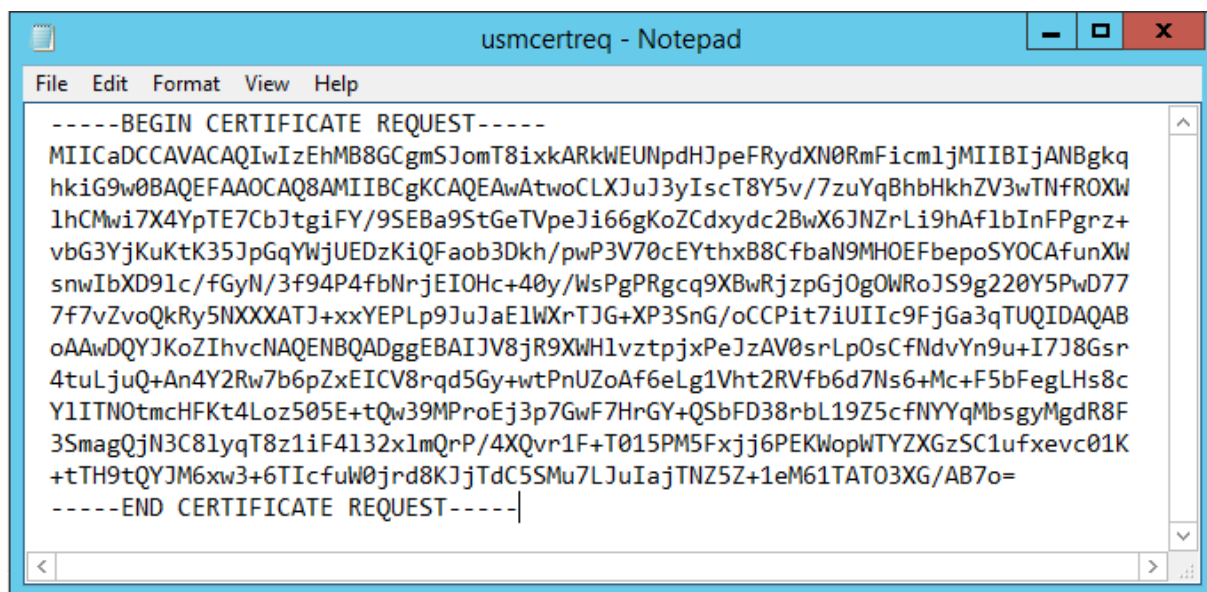 usmcertreq - Notepad
File Edit Format View Help
-----BEGIN CERTIFICATE REQUEST-----
MIICaDCCAVACAQIwIzEhMB8GCgmSJomT8ixkARkWEUNpdHJpeFRydXN0RmFicmljMIIBIjANBgkq
hkiG9w0BAQEFAAOCAQ8AMIIBCgKCAQEAwAtwoCLXJuJ3yIscT8Y5v/7zuYqBhbHkhZV3wTNfROXW
lhCMwi7X4YpTE7CbJtgiFY/9SEBa9StGeTVpeJi66gKoZCdxydc2BwX6JNZrLi9hAflbInFPgrz+
vbG3YjKuKtK35JpGqYWjUEDzKiQFaob3Dkh/pwP3V70cEYthxB8CfbaN9MHOEFbepoSYOCAfunXW
snwIbXD9lc/fGyN/3f94P4fbNrjEIOHc+40y/WsPgPRgcq9XBwRjzpGjOgOWRoJS9g220Y5PwD77
7f7vZvoQkRy5NXXXATJ+xxYEPLp9JuJaElWXrTJG+XP3SnG/oCCPit7iUIIc9FjGa3qTUQIDAQAB
oAAwDQYJKoZIhvcNAQENBQADggEBAIJV8jR9XWHlvztpjxPeJzAV0srLpOsCfNdvYn9u+I7J8Gsr
4tuLjuQ+An4Y2Rw7b6pZxEICV8rqd5Gy+wtPnUZoAf6eLg1Vht2RVfb6d7Ns6+Mc+F5bFegLHs8c
YlITNOtmcHFKt4Loz505E+tQw39MProEj3p7GwF7HrGY+QSbFD38rbL19Z5cfNYYqMbsgyMgdR8F
3SmagQjN3C8lyqT8z1iF4l32xlmQrP/4XQvr1F+T015PM5Fxjj6PEKWopWTYZXGzSC1ufxevc01K
+tTH9tQYJM6xw3+6TIcfuW0jrd8KJjTdC5SMu7LJuIajTNZ5Z+1eM61TATO3XG/AB7o=
-----END CERTIFICATE REQUEST-----